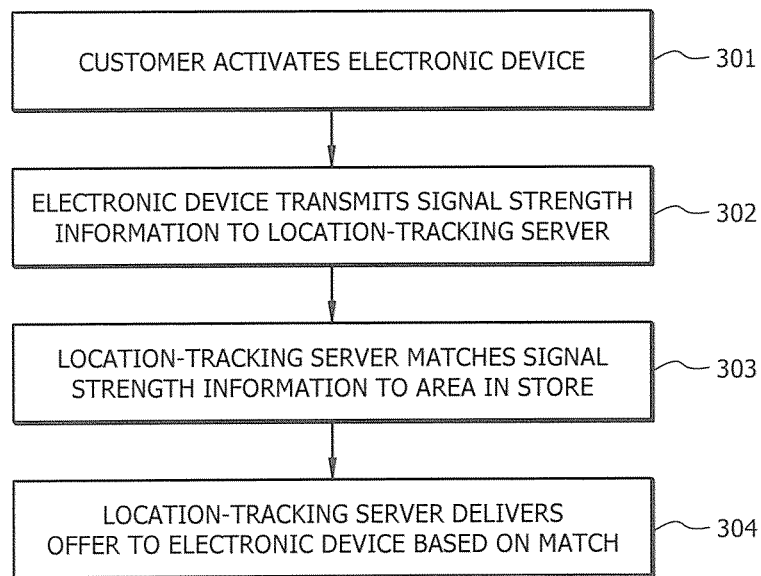 CUSTOMER ACTIVATES ELECTRONIC DEVICE
301
ELECTRONIC DEVICE TRANSMITS SIGNAL STRENGTH
INFORMATION TO LOCATION-TRACKING SERVER
302
LOCATION-TRACKING SERVER MATCHES SIGNAL
STRENGTH INFORMATION TO AREA IN STORE
303
LOCATION-TRACKING SERVER DELIVERS
OFFER TO ELECTRONIC DEVICE BASED ON MATCH
304